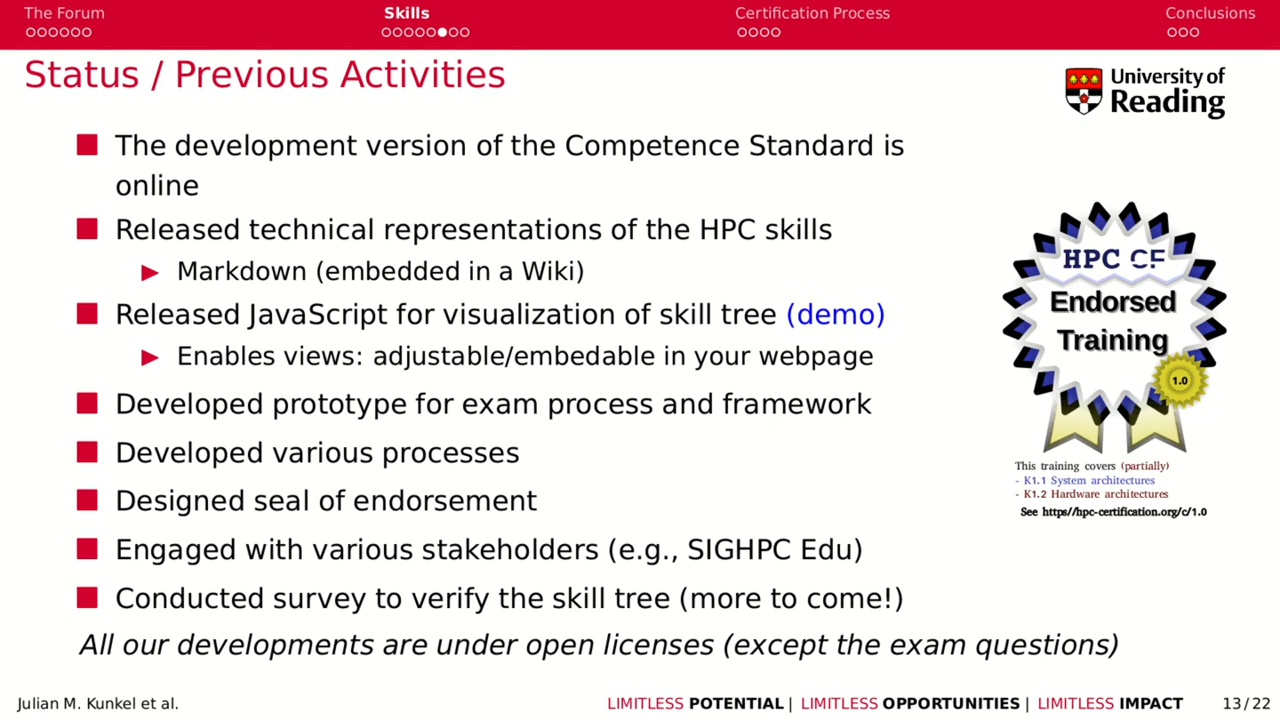 The Forum
Skills
Certification Process
Conclusions
Status / Previous Activities
University of
Reading
The development version of the Competence Standard is
online
Released technical representations of the HPC skills
Markdown (embedded in a Wiki)
Released JavaScript for visualization of skill tree (demo)
Enables views: adjustable/embedable in your webpage
Developed prototype for exam process and framework
Developed various processes
Designed seal of endorsement
Engaged with various stakeholders (e.g., SIGHPC Edu)
Conducted survey to verify the skill tree (more to come!)
All our developments are under open licenses (except the exam questions)
HPC CF
Endorsed
Training
1.0
This training covers (partially)
- K1.1 System architectures
- K1.2 Hardware architectures
See https//hpc-certification.org/c/1.0
Julian M. Kunkel et al.
LIMITLESS POTENTIAL | LIMITLESS OPPORTUNITIES | LIMITLESS IMPACT
13/22